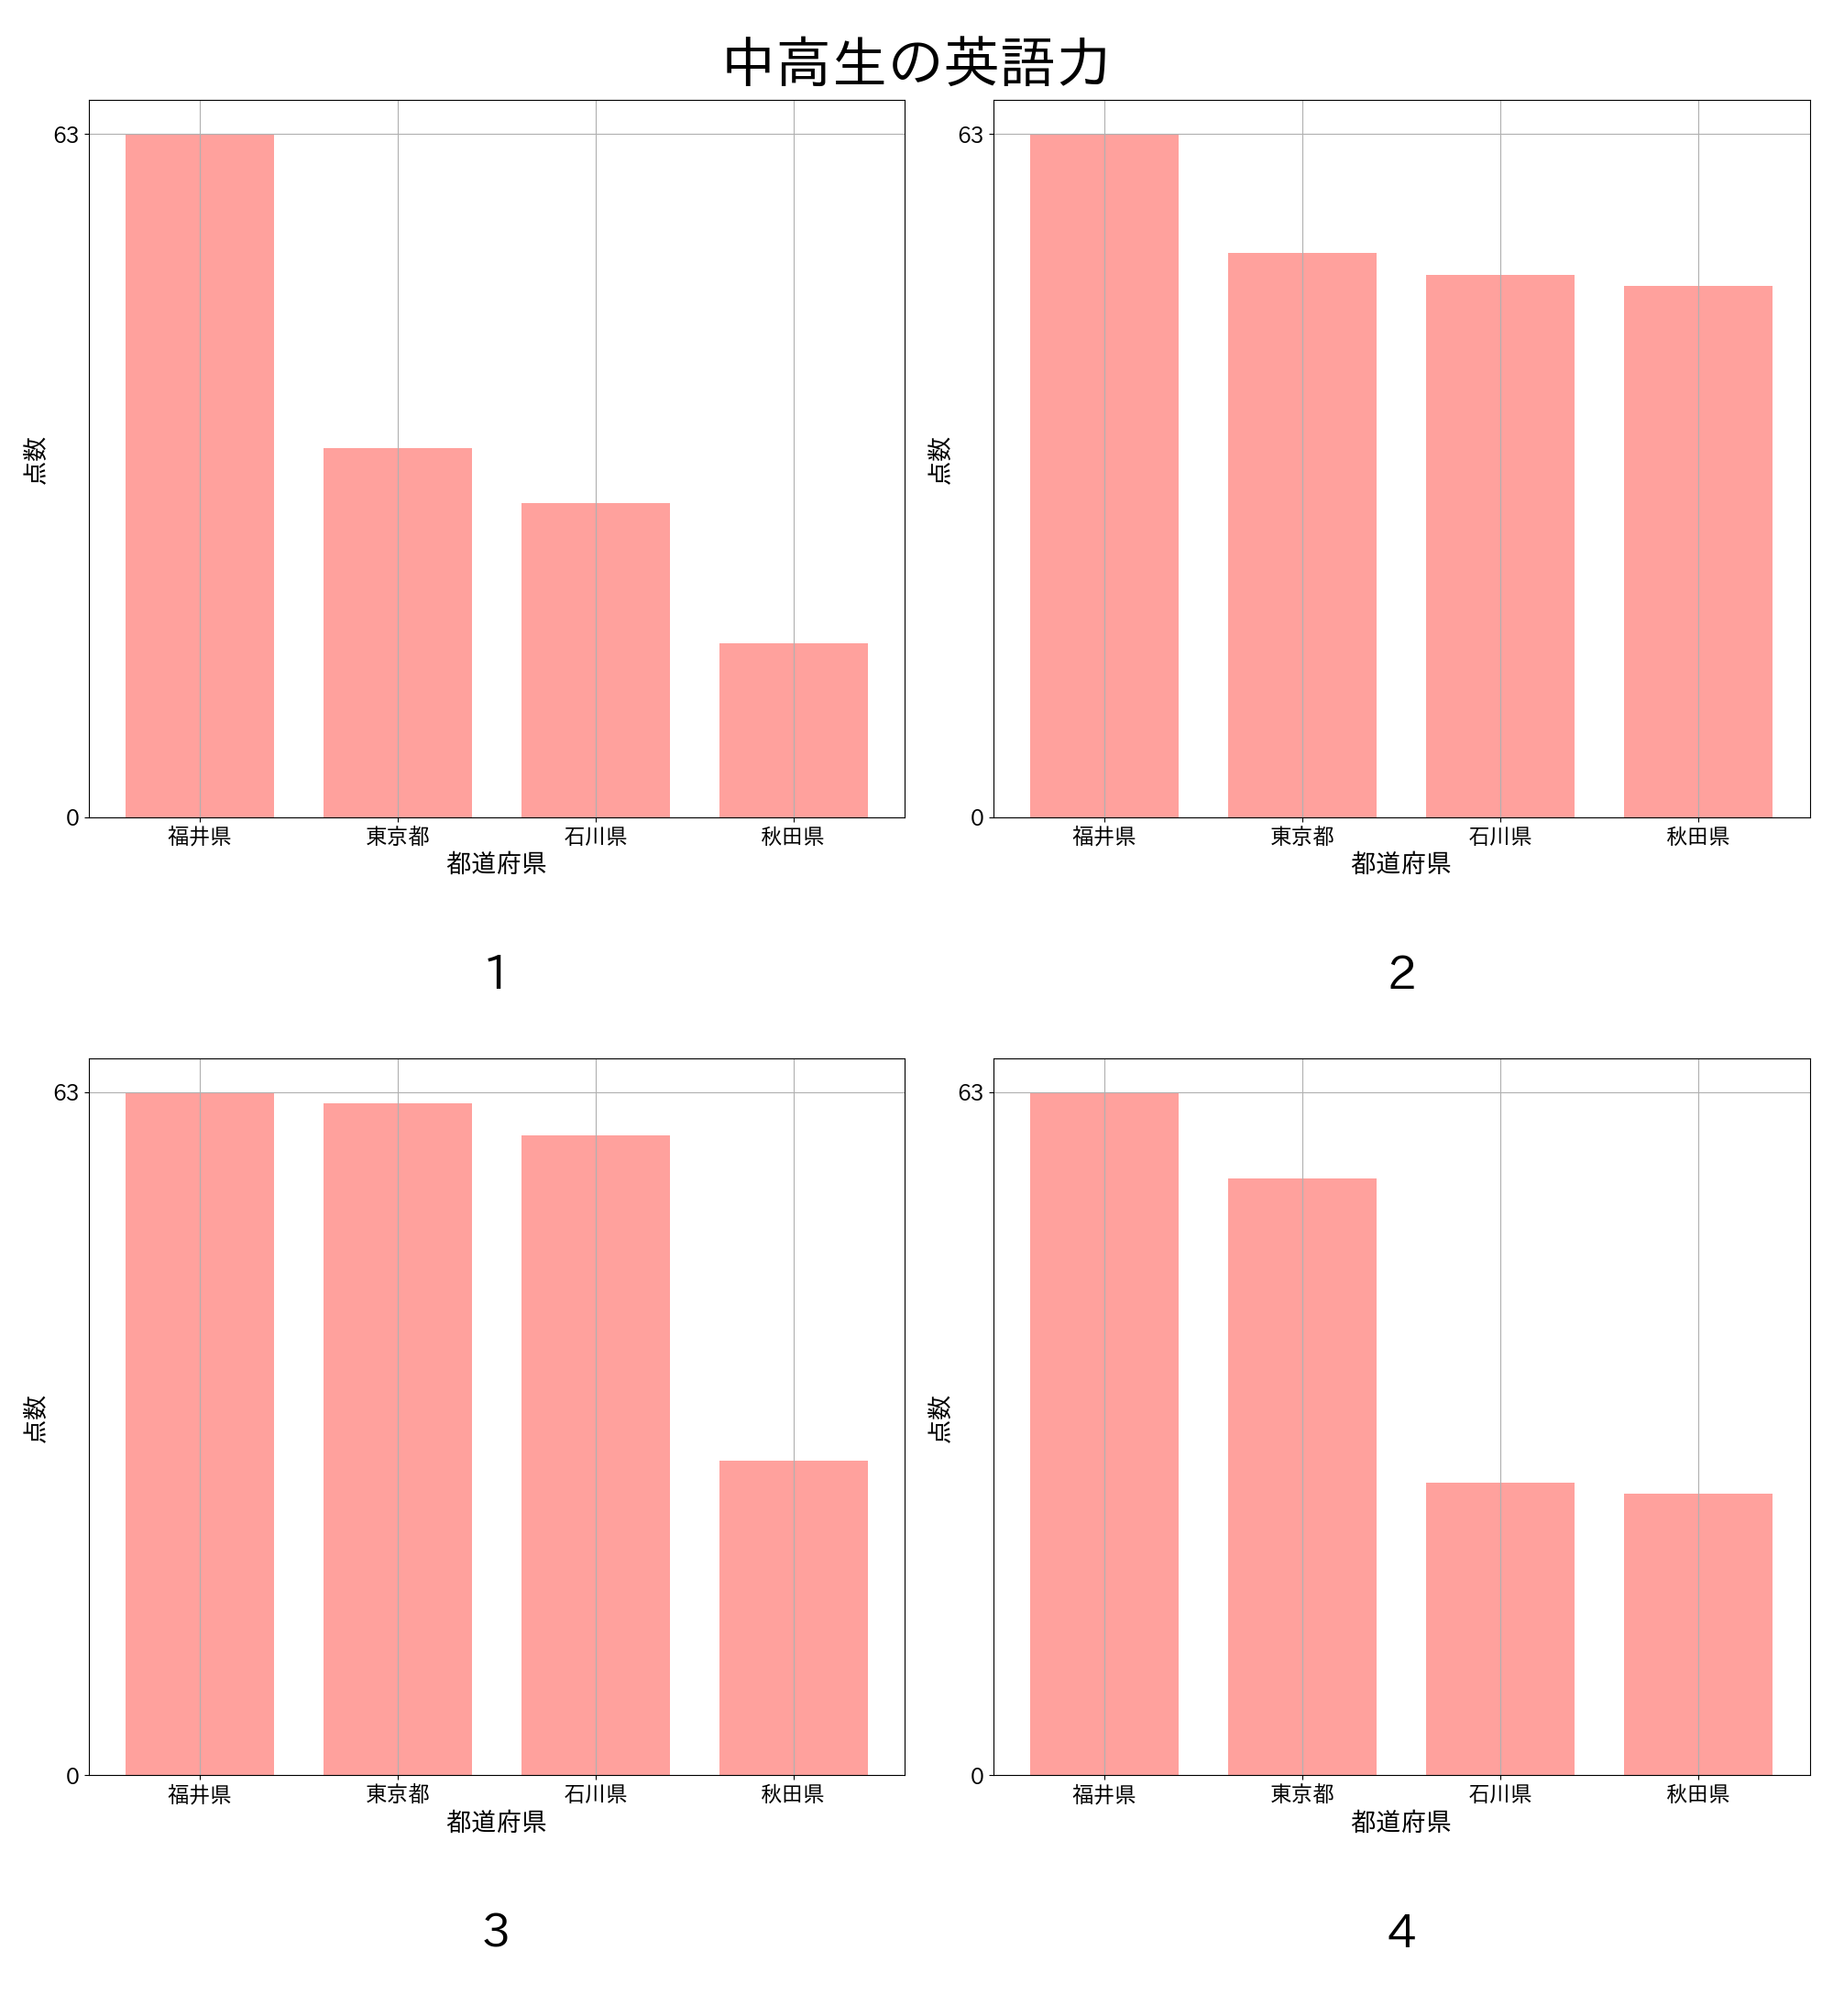 中高生の英語力
63
0
点数
福井県 東京都 石川県 秋田県
都道府県
1
63
0
点数
福井県 東京都 石川県 秋田県
都道府県
2
63
0
点数
福井県 東京都 石川県 秋田県
都道府県
3
63
0
点数
福井県 東京都 石川県 秋田県
都道府県
4